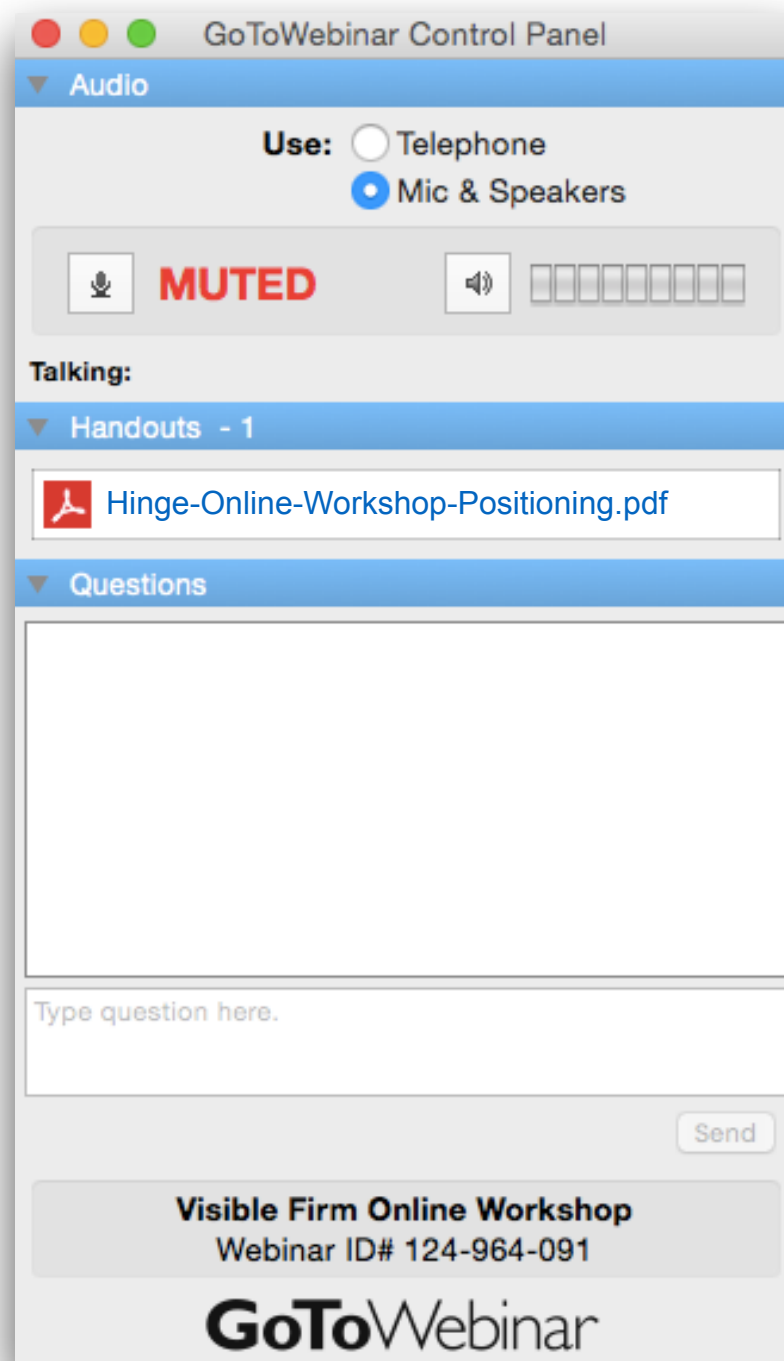 GoToWebinar Control Panel
Audio
Use: Telephone
Mic & Speakers
MUTED
Talking:
Handouts - 1
Hinge-Online-Workshop-Positioning.pdf
Questions
Type question here.
Send
Visible Firm Online Workshop
Webinar ID# 124-964-091
GoToWebinar